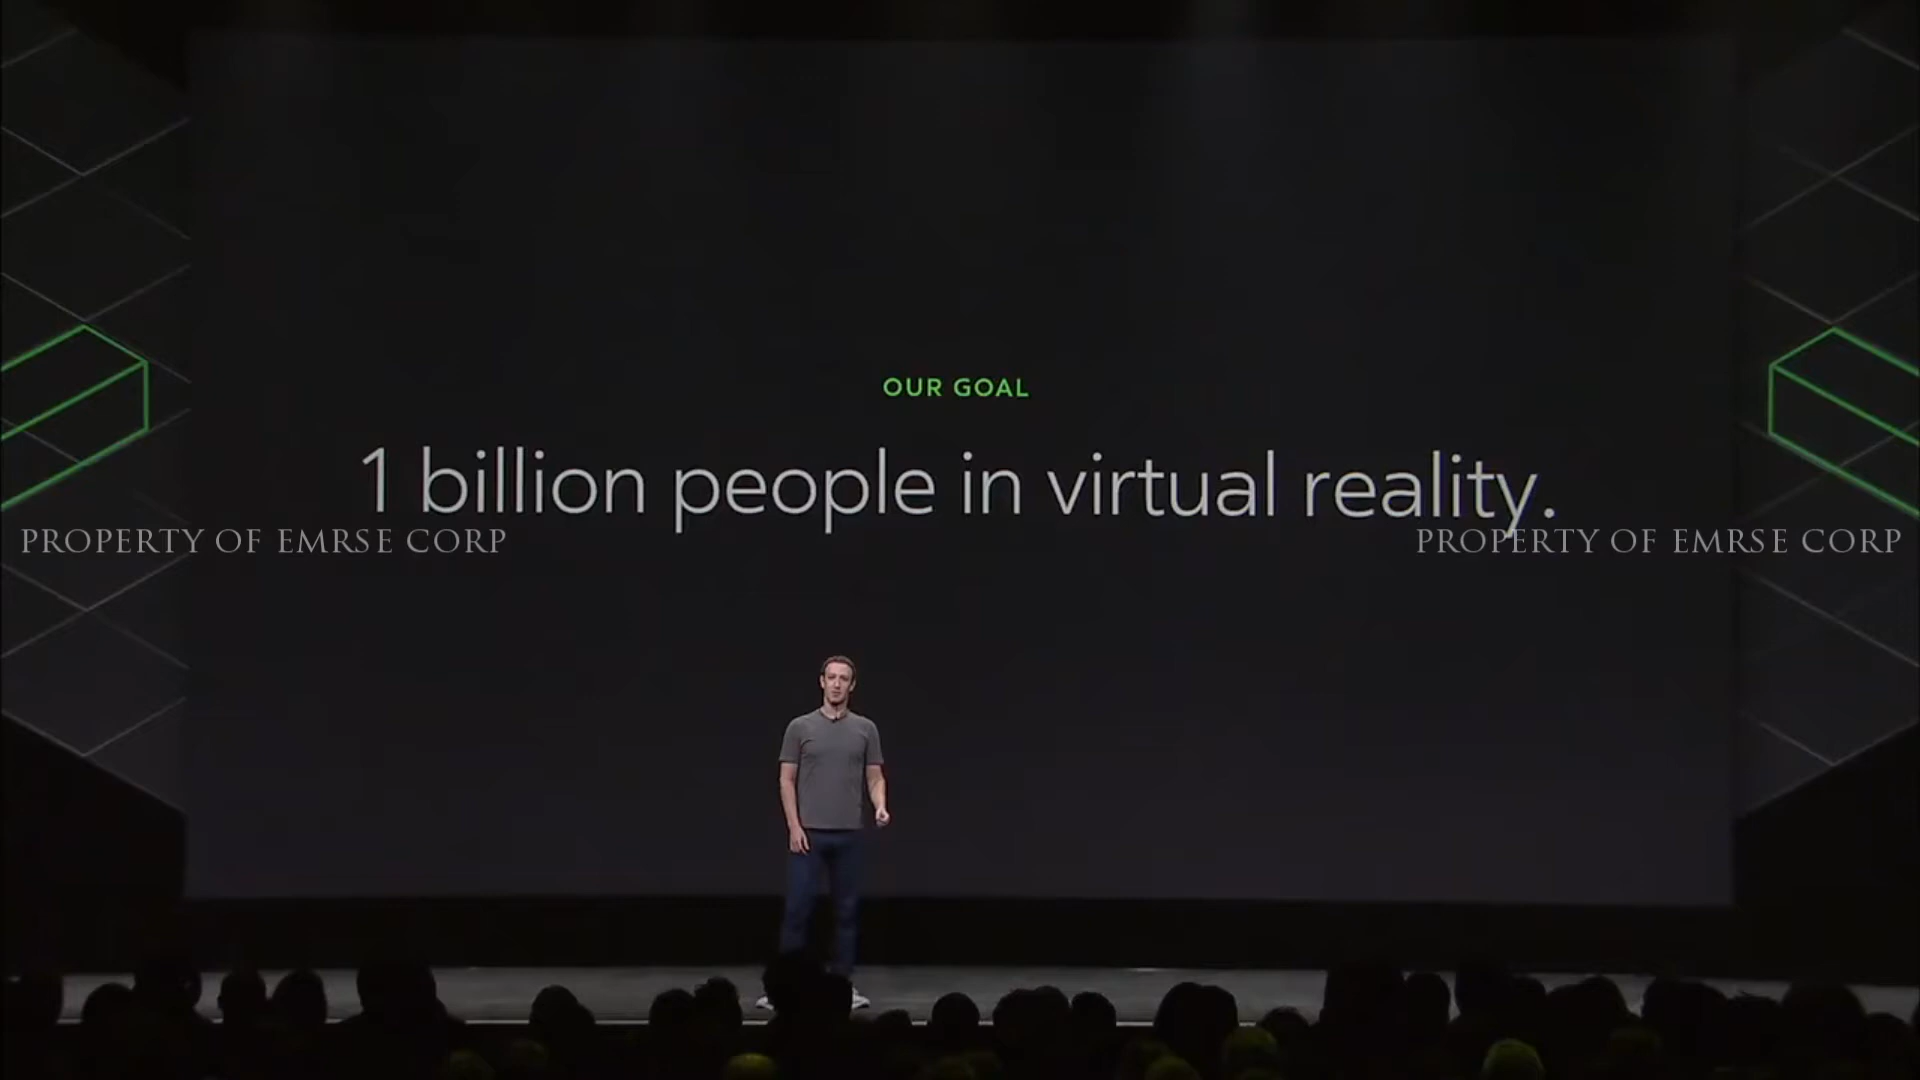 OUR GOAL
1 billion people in virtual reality.
PROPERTY OF EMRSE CORP
PROPERTY OF EMRSE CORP